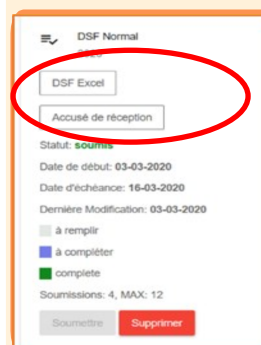 DSF Normal
DSF Excel
Accusé de réception
Statut: soumis
Date de début: 03-03-2020
Date d'échéance: 16-03-2020
Dernière Modification: 03-03-2020
à remplir
à compléter
complete
Soumissions: 4, MAX: 12
Soumettre Supprimer